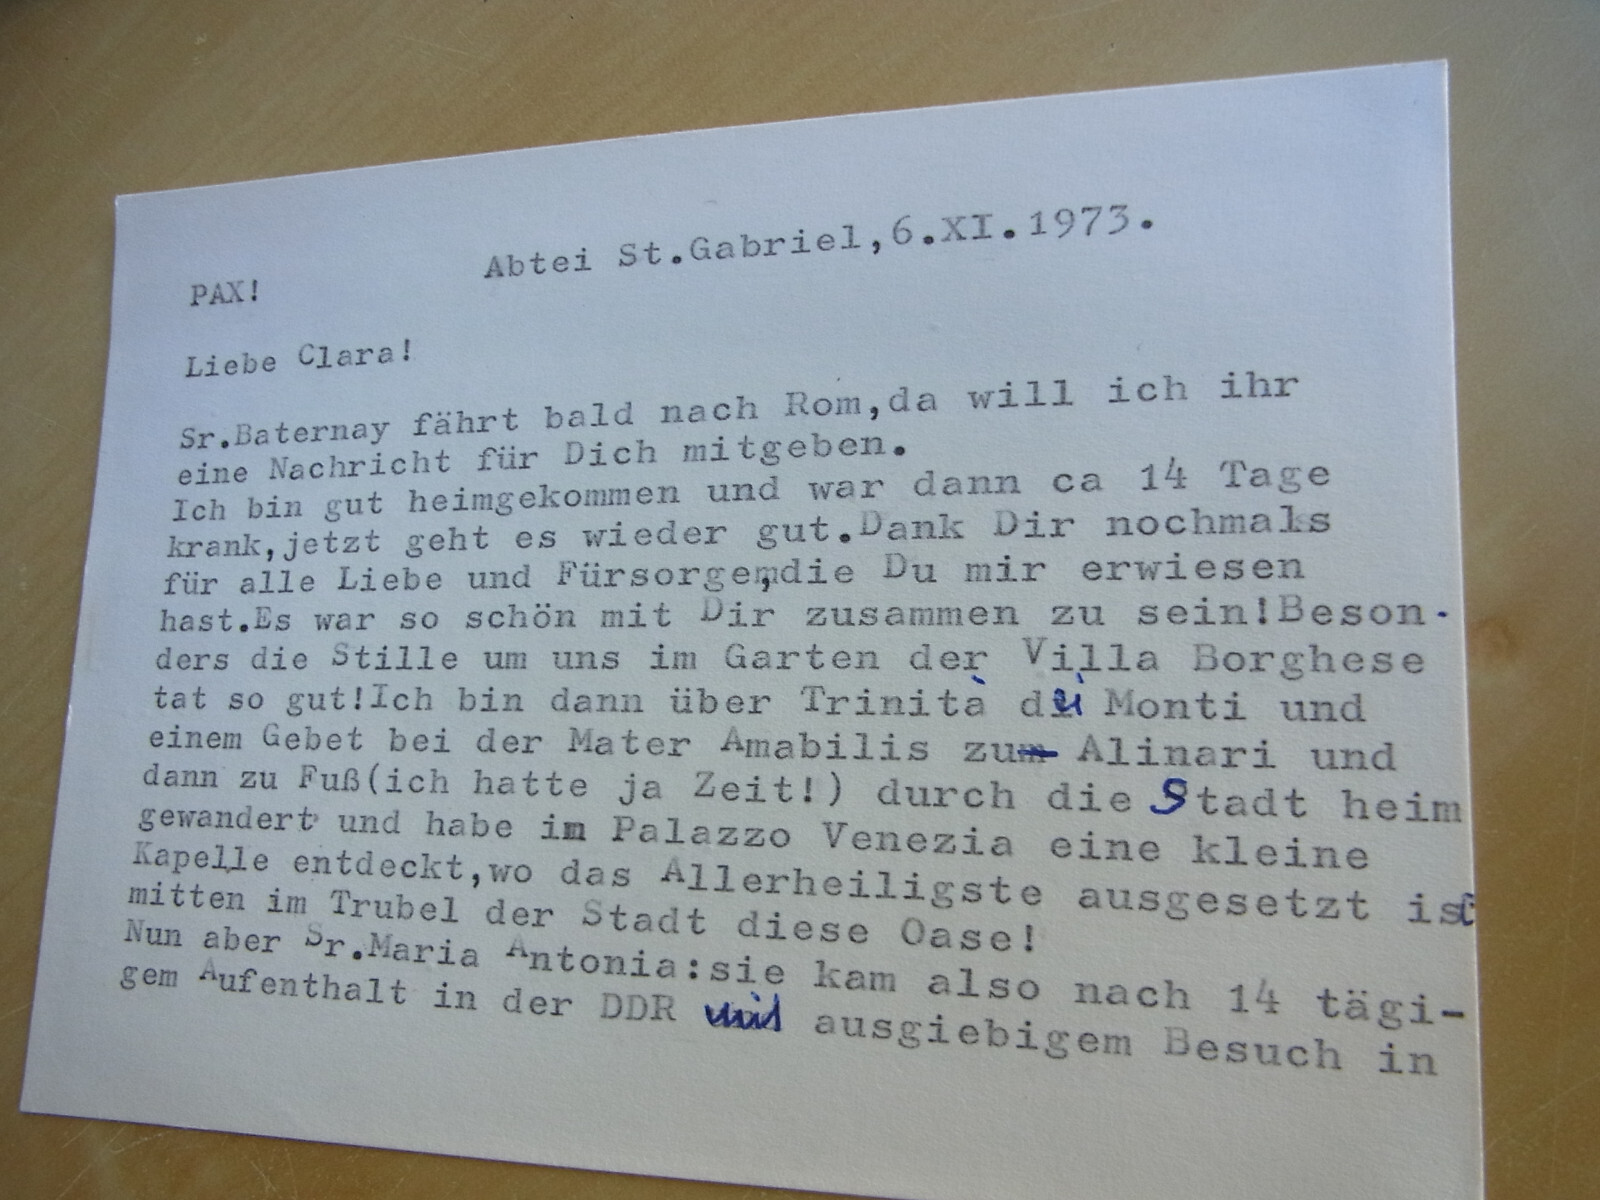 Abtei St.Gabriel,6.XI.1973.
PAX!
Liebe Clara!
Sr.Baternay fährt bald nach Rom,da will ich ihr
eine Nachricht für Dich mitgeben.
Ich bin gut heimgekommen und war dann ca 14 Tage
krank,jetzt geht es wieder gut.Dank Dir nochmals
für alle Liebe und Fürsorge,die Du mir erwiesen
hast.Es war so schön mit Dir zusammen zu sein!Beson-
ders die Stille um uns im Garten der Villa Borghese
tat so gut!Ich bin dann über Trinità dei Monti und
einem Gebet bei der Mater Amabilis zu Alinari und
dann zu Fuß(ich hatte ja Zeit!) durch die Stadt heim
gewandert und habe im Palazzo Venezia eine kleine
Kapelle entdeckt,wo das Allerheiligste ausgesetzt ist
mitten im Trubel der Stadt diese Oase!
Nun aber Sr.Maria Antonia:sie kam also nach 14 tägi-
gem Aufenthalt in der DDR und ausgiebigem Besuch in